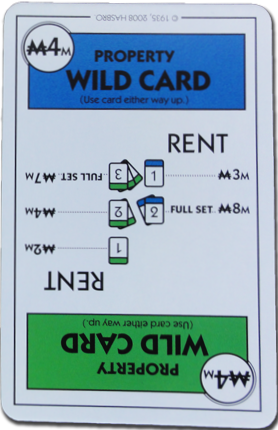 © 1935, 2008 HASBRO
₩4M
PROPERTY
WILD CARD
(Use card either way up.)
RENT
1 ₩3M
2 FULL SET ₩8M
₩4M
PROPERTY
WILD CARD
(Use card either way up.)
RENT
1 ₩2M
2 ₩4M
3 FULL SET ₩7M